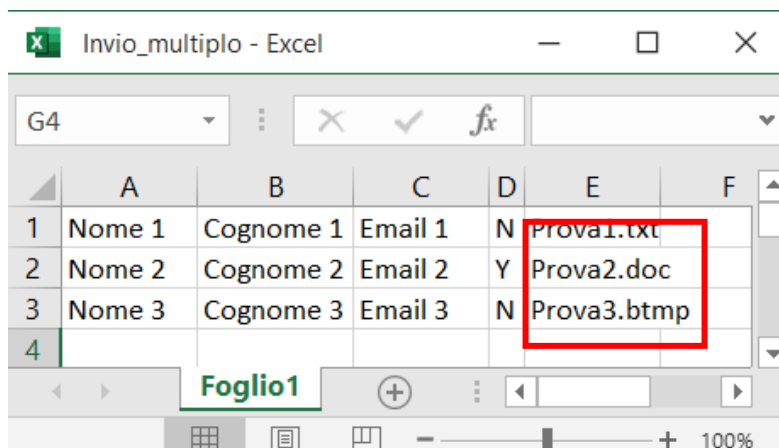 Invio_multiplo - Excel
G4 fx
A B C D E F
1 Nome 1 Cognome 1 Email 1 N Prova1.txt
2 Nome 2 Cognome 2 Email 2 Y Prova2.doc
3 Nome 3 Cognome 3 Email 3 N Prova3.btmp
4
Foglio1
100%